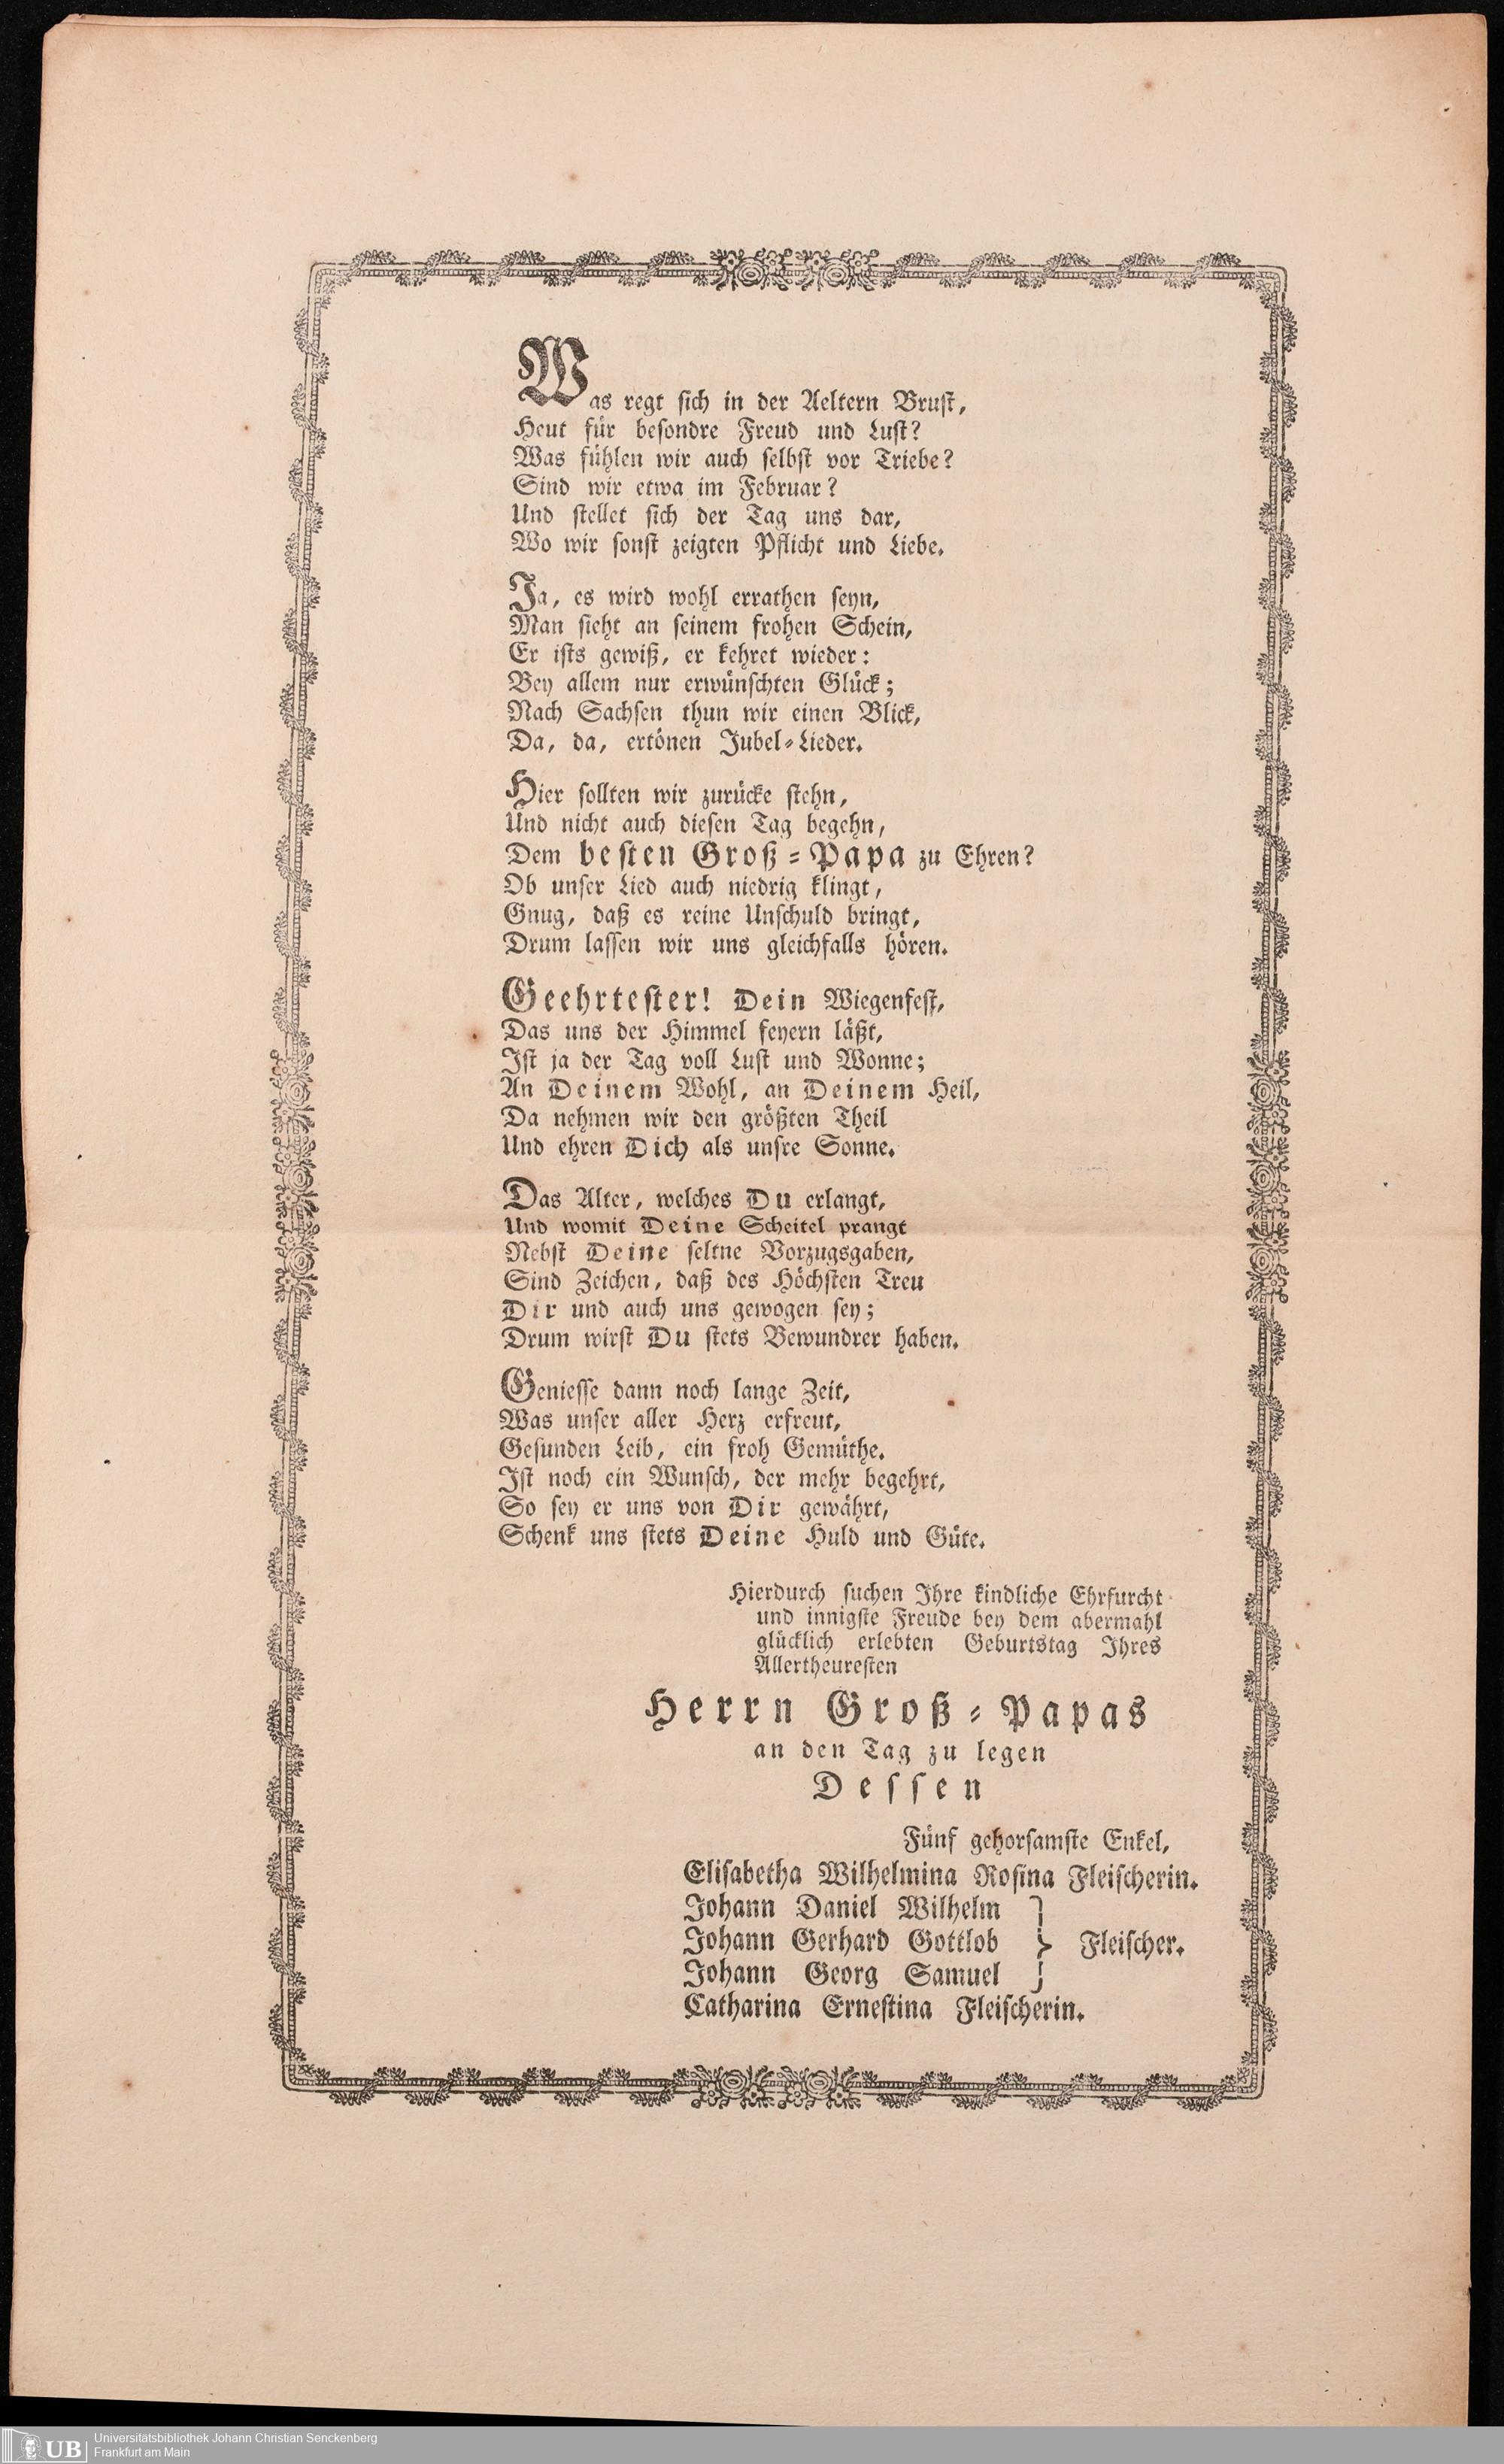 Was regt sich in der Aeltern Brust,
Heut für besondre Freud und Lust?
Was fühlen wir auch selbst vor Triebe?
Sind wir etwa im Februar?
Und stellet sich der Tag uns dar,
Wo wir sonst zeigten Pflicht und Liebe.
Ja, es wird wohl errathen seyn,
Man sieht an seinem frohen Schein,
Er ists gewiß, er kehret wieder:
Bey allem nur erwünschten Glück;
Nach Sachsen thun wir einen Blick,
Da, da, ertönen Jubel-Lieder.
Hier sollten wir zurücke stehn,
Und nicht auch diesen Tag begehn,
Dem besten Groß-Papa zu Ehren?
Ob unser Lied auch niedrig klingt,
Gnug, daß es reine Unschuld bringt,
Drum lassen wir uns gleichfalls hören.
Geehrtester! Dein Wiegenfest,
Das uns der Himmel feyern läßt,
Ist ja der Tag voll Lust und Wonne;
An Deinem Wohl, an Deinem Heil,
Da nehmen wir den größten Theil
Und ehren Dich als unsre Sonne.
Das Alter, welches Du erlangt,
Und womit Deine Scheitel prangt
Nebst Deine seltne Vorzugsgaben,
Sind Zeichen, daß des Höchsten Treu
Dir und auch uns gewogen sey;
Drum wirst Du stets Bewundrer haben.
Geniesse dann noch lange Zeit,
Was unser aller Herz erfreut,
Gesunden Leib, ein froh Gemüthe.
Ist noch ein Wunsch, der mehr begehrt,
So sey er uns von Dir gewährt,
Schenk uns stets Deine Huld und Güte.
Hierdurch suchen Ihre kindliche Ehrfurcht
und innigste Freude bey dem abermahl
glücklich erlebten Geburtstag Ihres
Allertheuresten
Herrn Groß-Papas
an den Tag zu legen
Dessen
Fünf gehorsamste Enkel,
Elisabetha Wilhelmina Rosina Fleischerin.
Johann Daniel Wilhelm
Johann Gerhard Gottlob } Fleischer.
Johann Georg Samuel
Catharina Ernestina Fleischerin.
UB Universitätsbibliothek Johann Christian Senckenberg
Frankfurt am Main